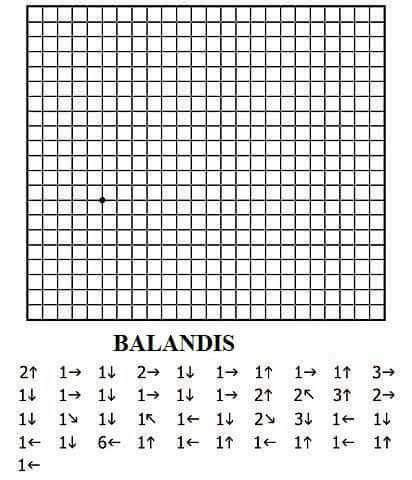 BALANDIS
2↑ 1→ 1↓ 2→ 1↓ 1→ 1↑ 1→ 1↑ 3→
1↓ 1→ 1↓ 1→ 1↓ 1→ 2↑ 2↖ 3↑ 2→
1↓ 1↘ 1↓ 1↖ 1← 1↓ 2↘ 3↓ 1← 1↓
1← 1↓ 6← 1↑ 1← 1↑ 1← 1↑ 1← 1↑
1←